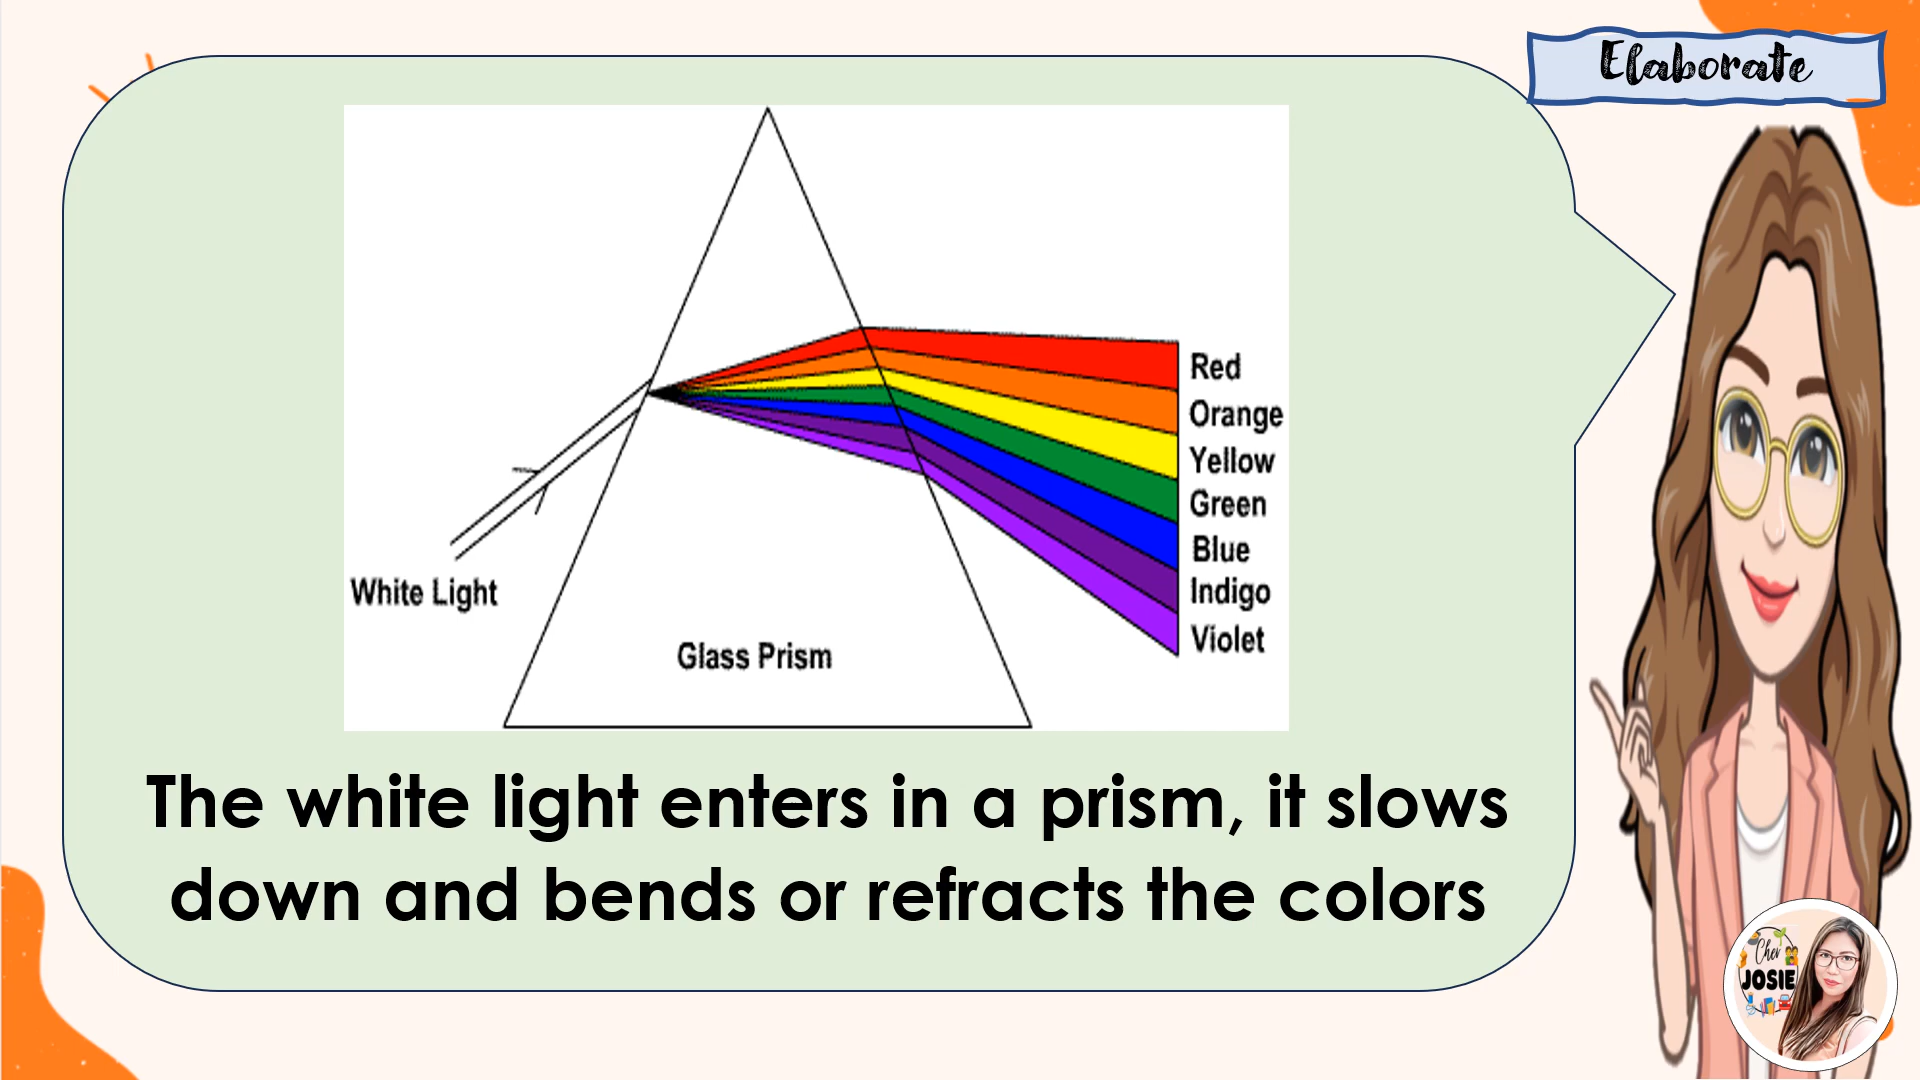 Elaborate
Red
Orange
Yellow
Green
Blue
Indigo
Violet
White Light
Glass Prism
The white light enters in a prism, it slows
down and bends or refracts the colors
Cher
JOSIE